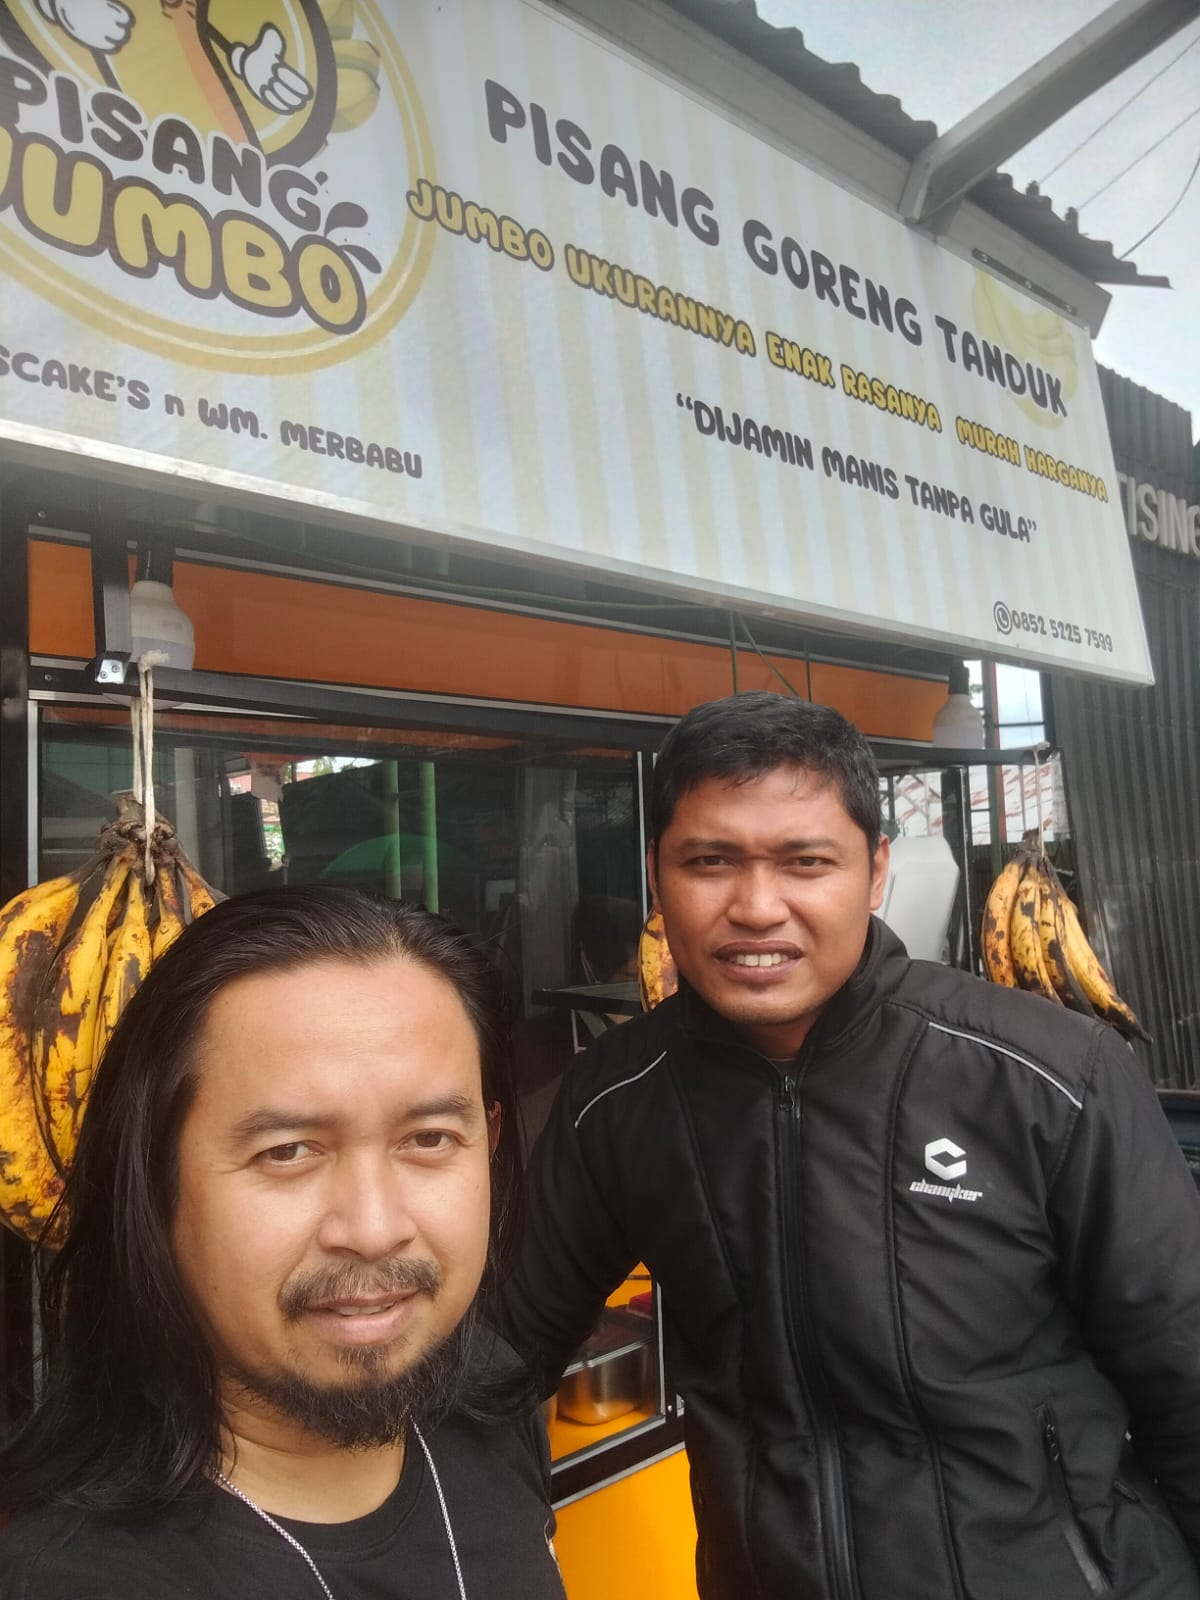 PISANG
JUMBO
SCAKE'S n WM. MERBABU
PISANG GORENG TANDUK
JUMBO UKURANNYA ENAK RASANYA MURAH HARGANYA
"DIJAMIN MANIS TANPA GULA"
0852 5225 7599
TISING
changker